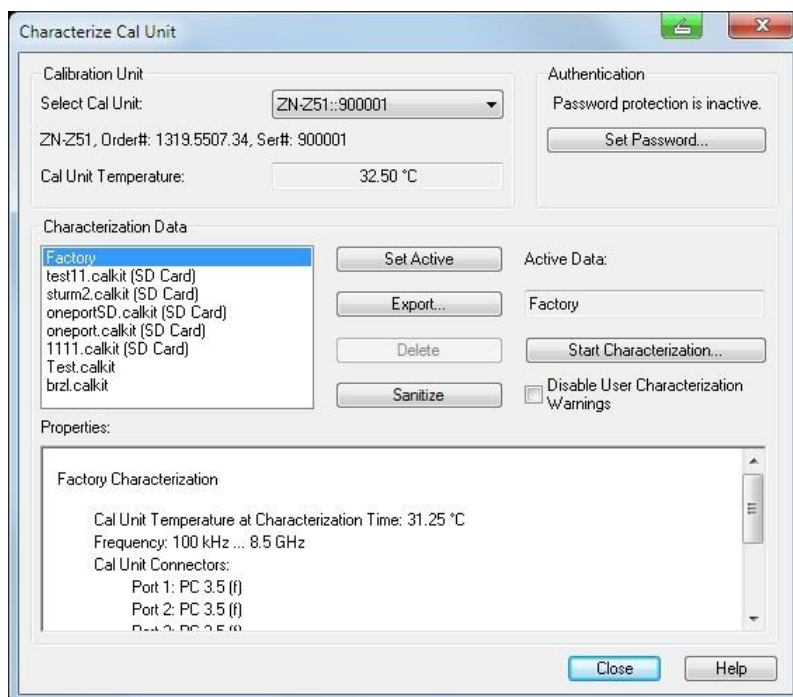 Characterize Cal Unit
Calibration Unit
Select Cal Unit:
ZN-Z51::900001
ZN-Z51, Order#: 1319.5507.34, Ser#: 900001
Cal Unit Temperature:
32.50 °C
Authentication
Password protection is inactive.
Set Password...
Characterization Data
Factory
test11.calkit (SD Card)
sturm2.calkit (SD Card)
oneportSD.calkit (SD Card)
oneport.calkit (SD Card)
1111.calkit (SD Card)
Test.calkit
brzl.calkit
Set Active
Export...
Delete
Sanitize
Active Data:
Factory
Start Characterization...
Disable User Characterization
Warnings
Properties:
Factory Characterization
Cal Unit Temperature at Characterization Time: 31.25 °C
Frequency: 100 kHz ... 8.5 GHz
Cal Unit Connectors:
Port 1: PC 3.5 (f)
Port 2: PC 3.5 (f)
Close
Help